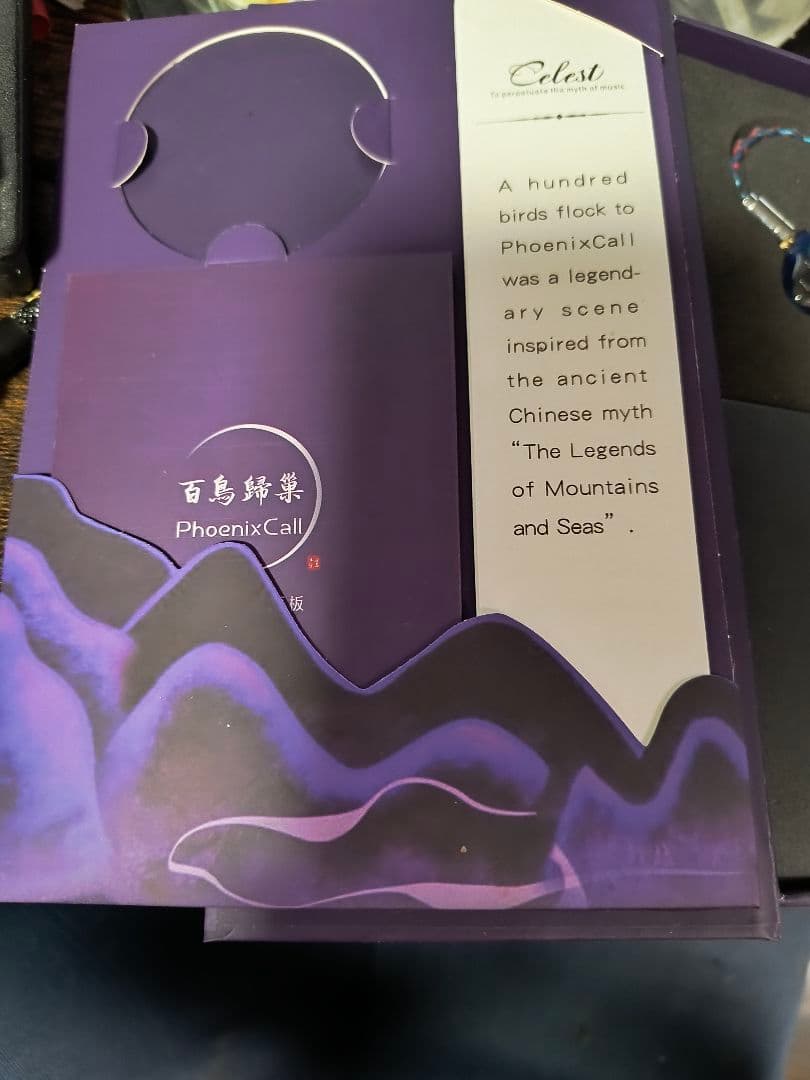 Celest
To perpetuate the myth of music
A hundred
birds flock to
PhoenixCall
was a legend-
ary scene
inspired from
the ancient
Chinese myth
“The Legends
of Mountains
and Seas” .
百鳥歸巢
PhoenixCall
板